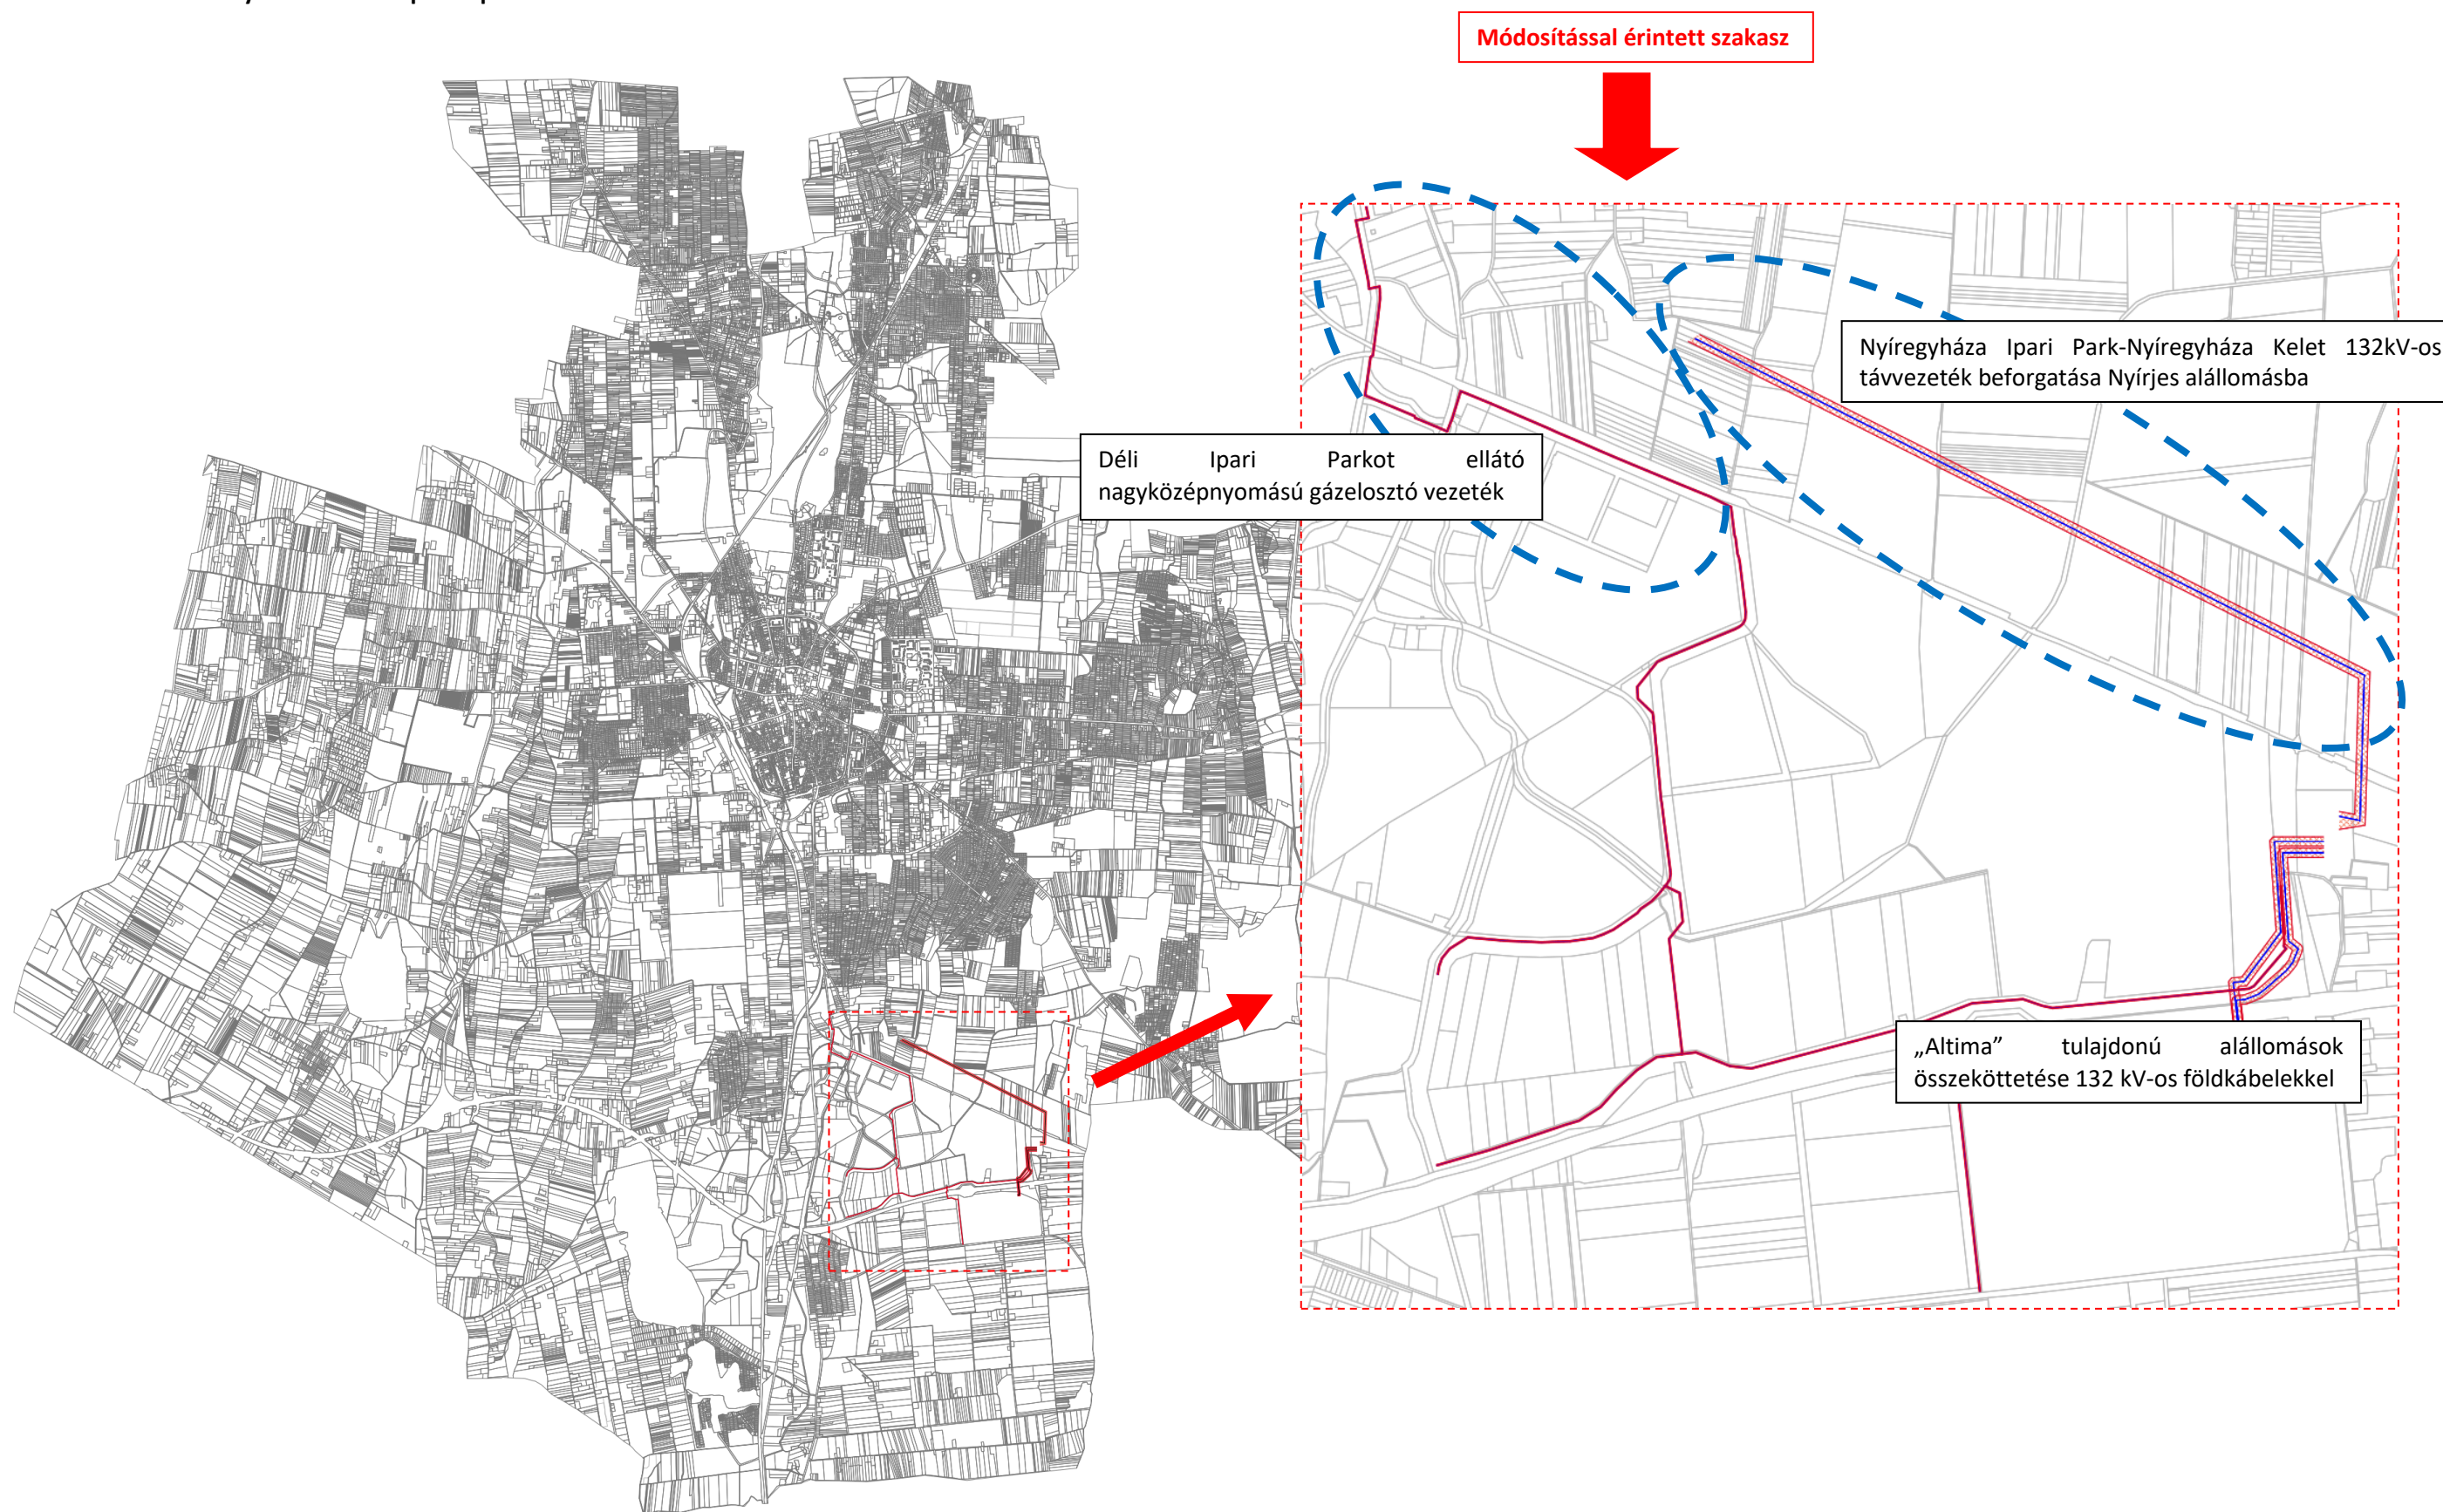 Módosítással érintett szakasz
Nyíregyháza Ipari Park-Nyíregyháza Kelet 132kV-os
távvezeték beforgatása Nyírjes alállomásba
Déli Ipari Parkot ellátó
nagyközépnyomású gázelosztó vezeték
„Altima” tulajdonú alállomások
összeköttetése 132 kV-os földkábelekkel